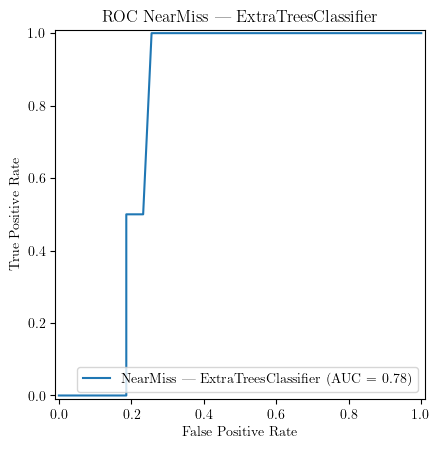 ROC NearMiss — ExtraTreesClassifier
1.0
0.8
0.6
0.4
0.2
0.0
True Positive Rate
NearMiss — ExtraTreesClassifier (AUC = 0.78)
0.0 0.2 0.4 0.6 0.8 1.0
False Positive Rate